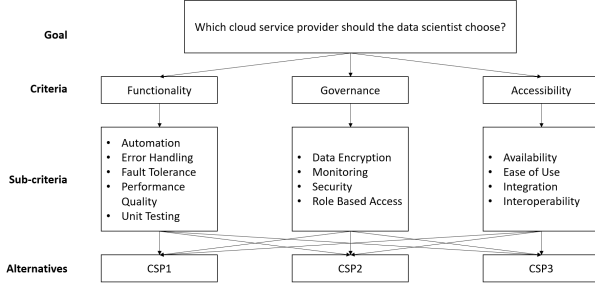 Goal
Which cloud service provider should the data scientist choose?
Criteria
Functionality
Governance
Accessibility
Sub-criteria
• Automation
• Error Handling
• Fault Tolerance
• Performance
Quality
• Unit Testing
• Data Encryption
• Monitoring
• Security
• Role Based Access
• Availability
• Ease of Use
• Integration
• Interoperability
Alternatives
CSP1
CSP2
CSP3